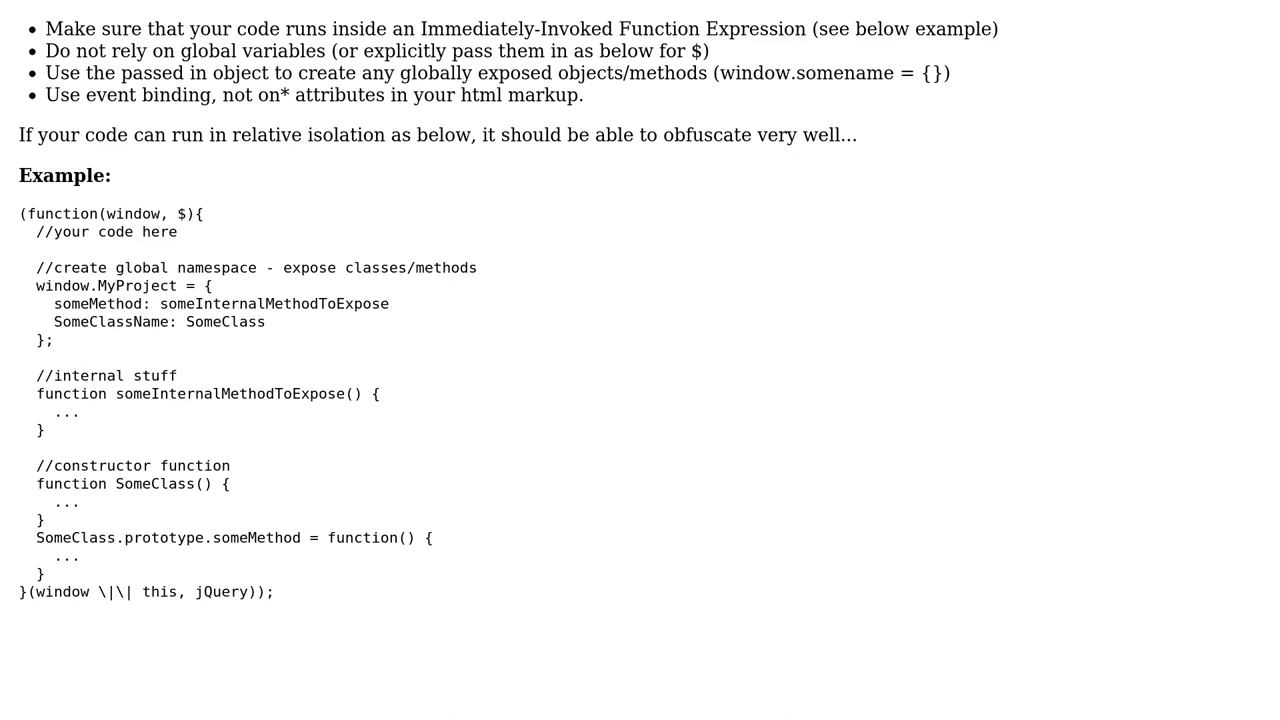 • Make sure that your code runs inside an Immediately-Invoked Function Expression (see below example)
• Do not rely on global variables (or explicitly pass them in as below for $)
• Use the passed in object to create any globally exposed objects/methods (window.somename = {})
• Use event binding, not on* attributes in your html markup.
If your code can run in relative isolation as below, it should be able to obfuscate very well...
Example:
(function(window, $){
  //your code here

  //create global namespace - expose classes/methods
  window.MyProject = {
    someMethod: someInternalMethodToExpose
    SomeClassName: SomeClass
  };

  //internal stuff
  function someInternalMethodToExpose() {
    ...
  }

  //constructor function
  function SomeClass() {
    ...
  }
  SomeClass.prototype.someMethod = function() {
    ...
  }
}(window \|\| this, jQuery));